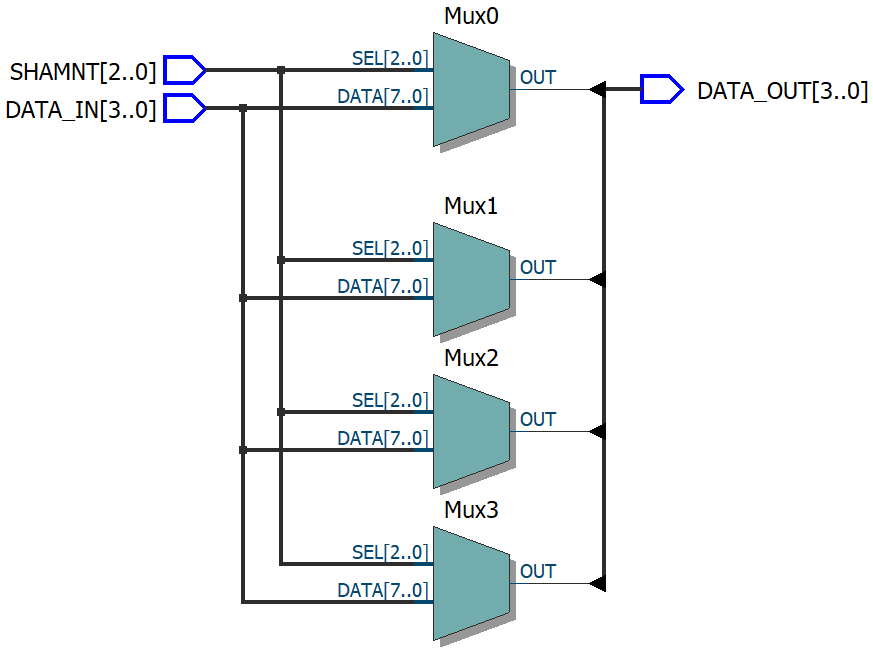 Mux0
SHAMNT[2..0]
SEL[2..0]
OUT
DATA_OUT[3..0]
DATA_IN[3..0]
DATA[7..0]
Mux1
SEL[2..0]
OUT
DATA[7..0]
Mux2
SEL[2..0]
OUT
DATA[7..0]
Mux3
SEL[2..0]
OUT
DATA[7..0]